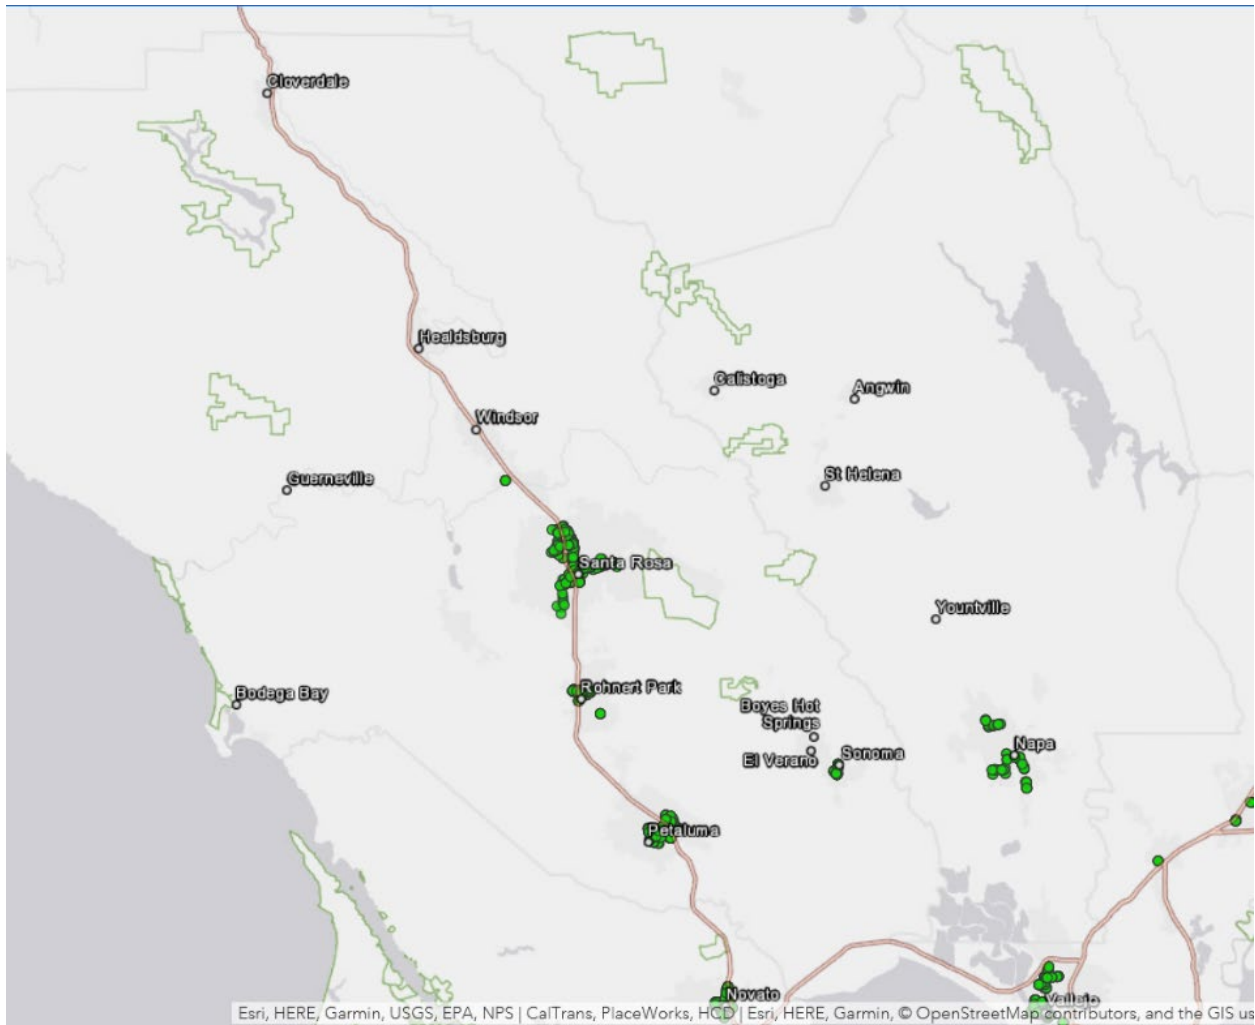 Cloverdale
Healdsburg
Calistoga
Angwin
Windsor
Guerneville
St Helena
Santa Rosa
Yountville
Bodega Bay
Rohnert Park
Boyes Hot
Springs
El Verano
Sonoma
Napa
Petaluma
Novato
Vallejo
Esri, HERE, Garmin, USGS, EPA, NPS | CalTrans, PlaceWorks, HCD | Esri, HERE, Garmin, © OpenStreetMap contributors, and the GIS us